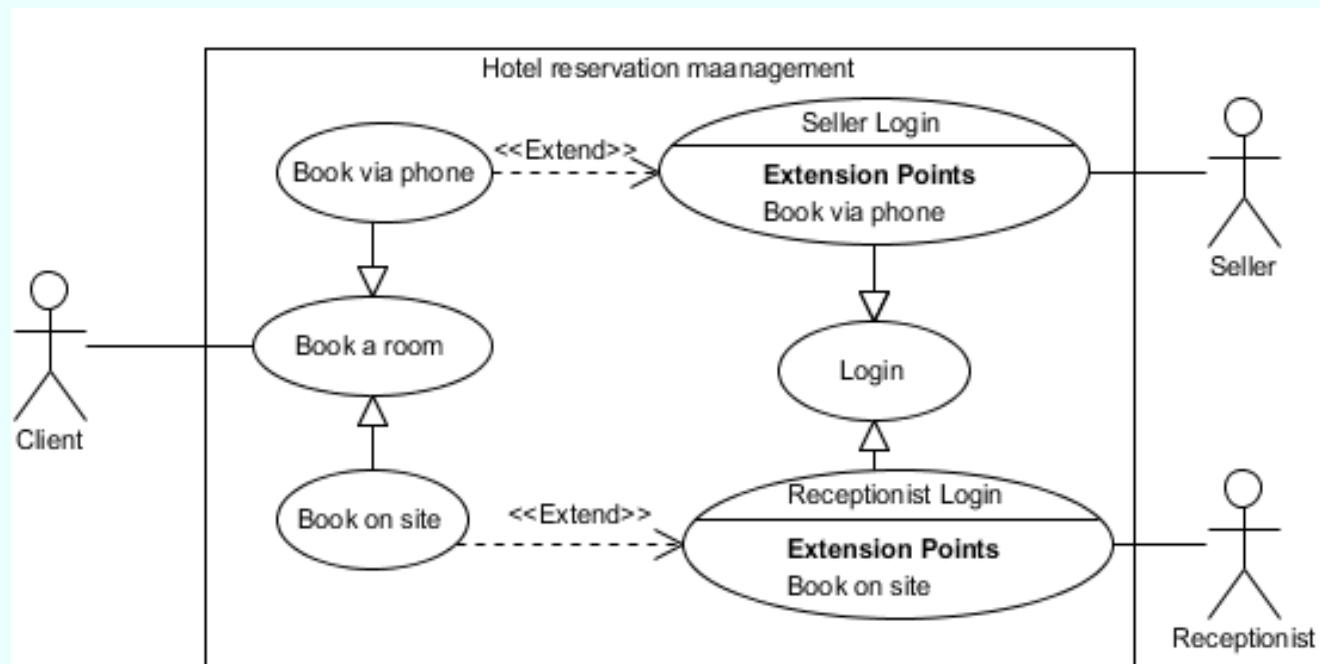 Hotel reservation maanagement
Book via phone
<<Extend>>
Seller Login
Extension Points
Book via phone
Seller
Client
Book a room
Login
Book on site
<<Extend>>
Receptionist Login
Extension Points
Book on site
Receptionist